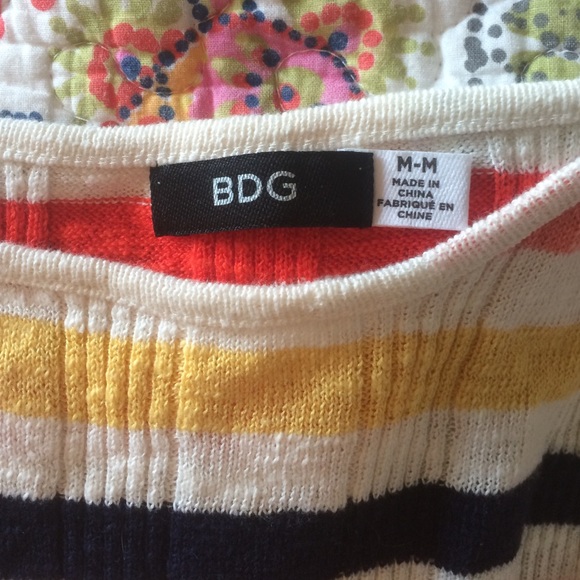 BDG
M-M
MADE IN
CHINA
FABRIQUÉ EN
CHINE